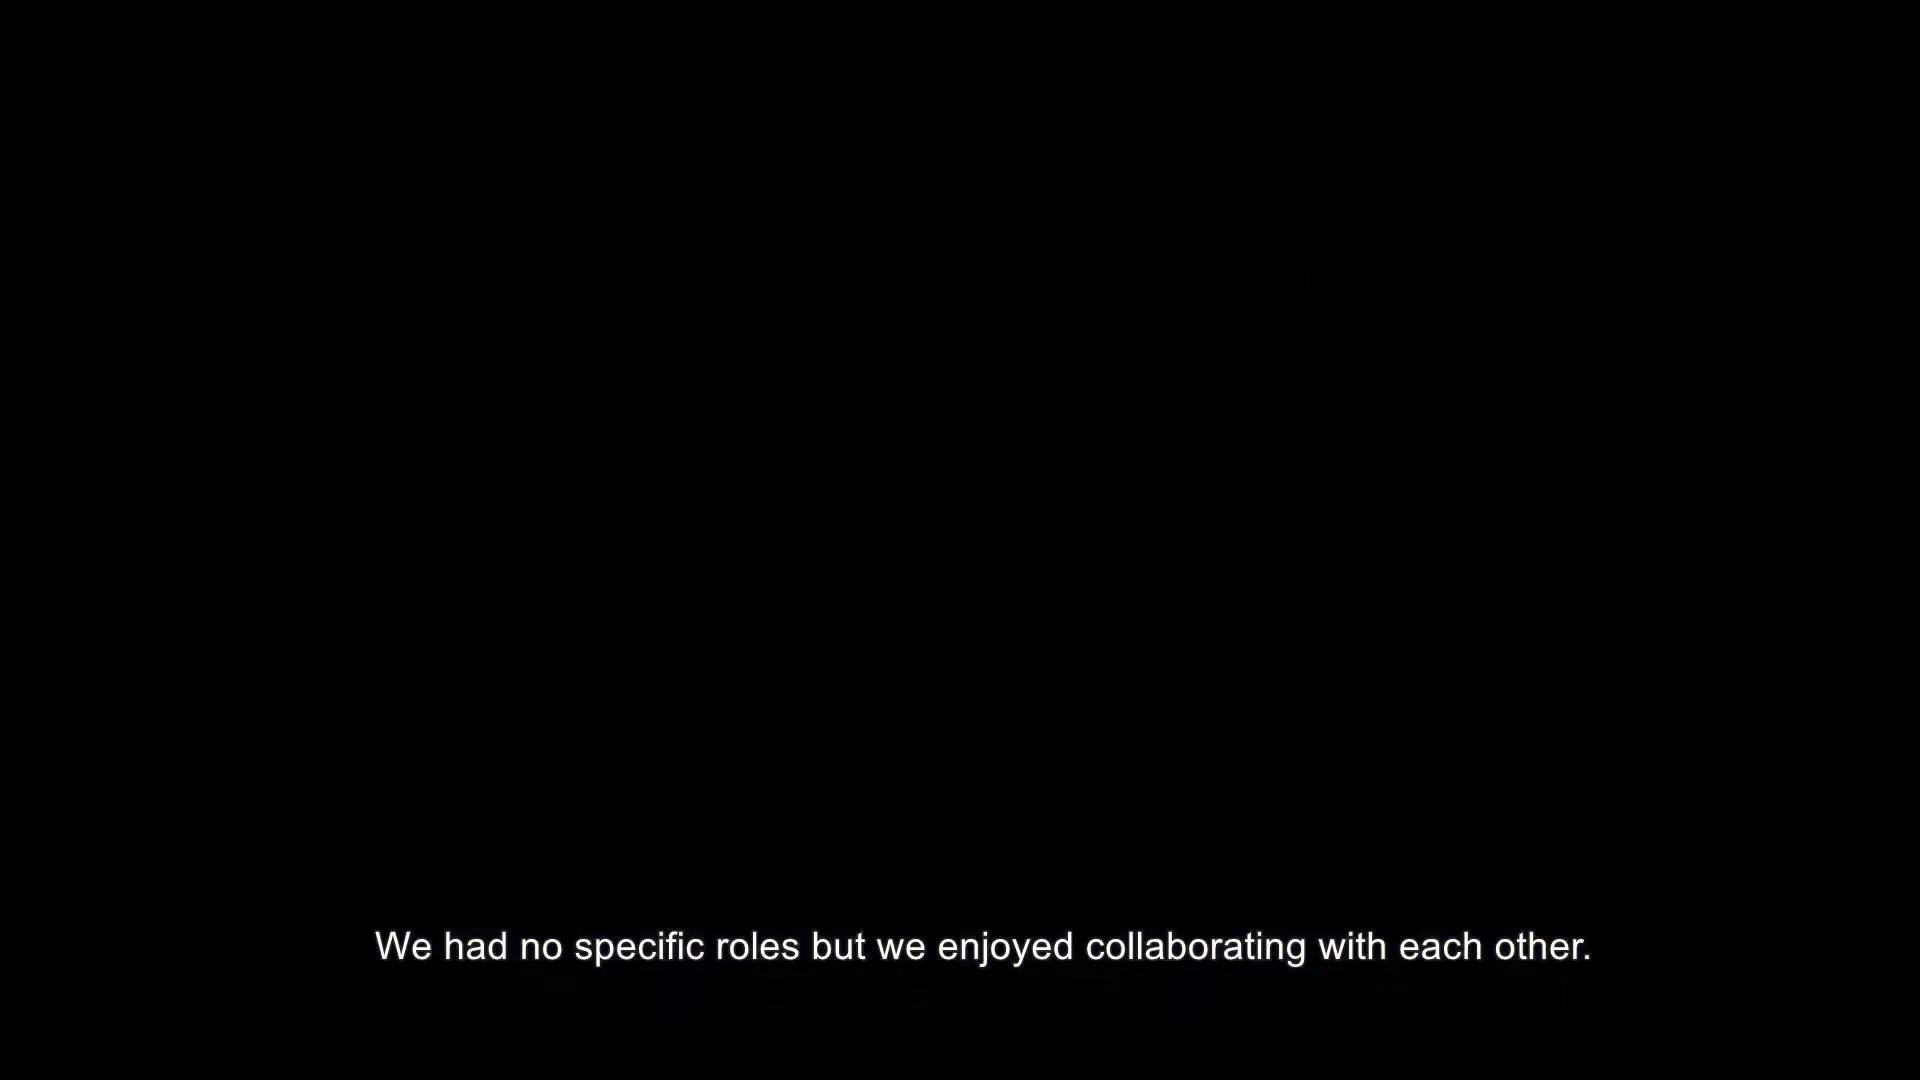 We had no specific roles but we enjoyed collaborating with each other.